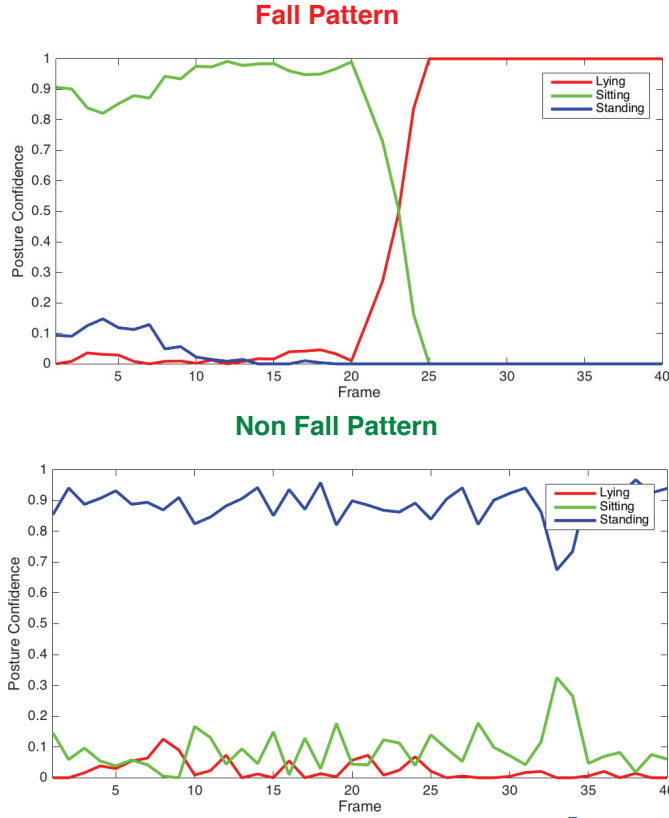 Fall Pattern
1
0.9
0.8
0.7
0.6
0.5
0.4
0.3
0.2
0.1
0
Posture Confidence
Lying
Sitting
Standing
5 10 15 20 25 30 35 40
Frame
Non Fall Pattern
1
0.9
0.8
0.7
0.6
0.5
0.4
0.3
0.2
0.1
0
Posture Confidence
Lying
Sitting
Standing
5 10 15 20 25 30 35 40
Frame